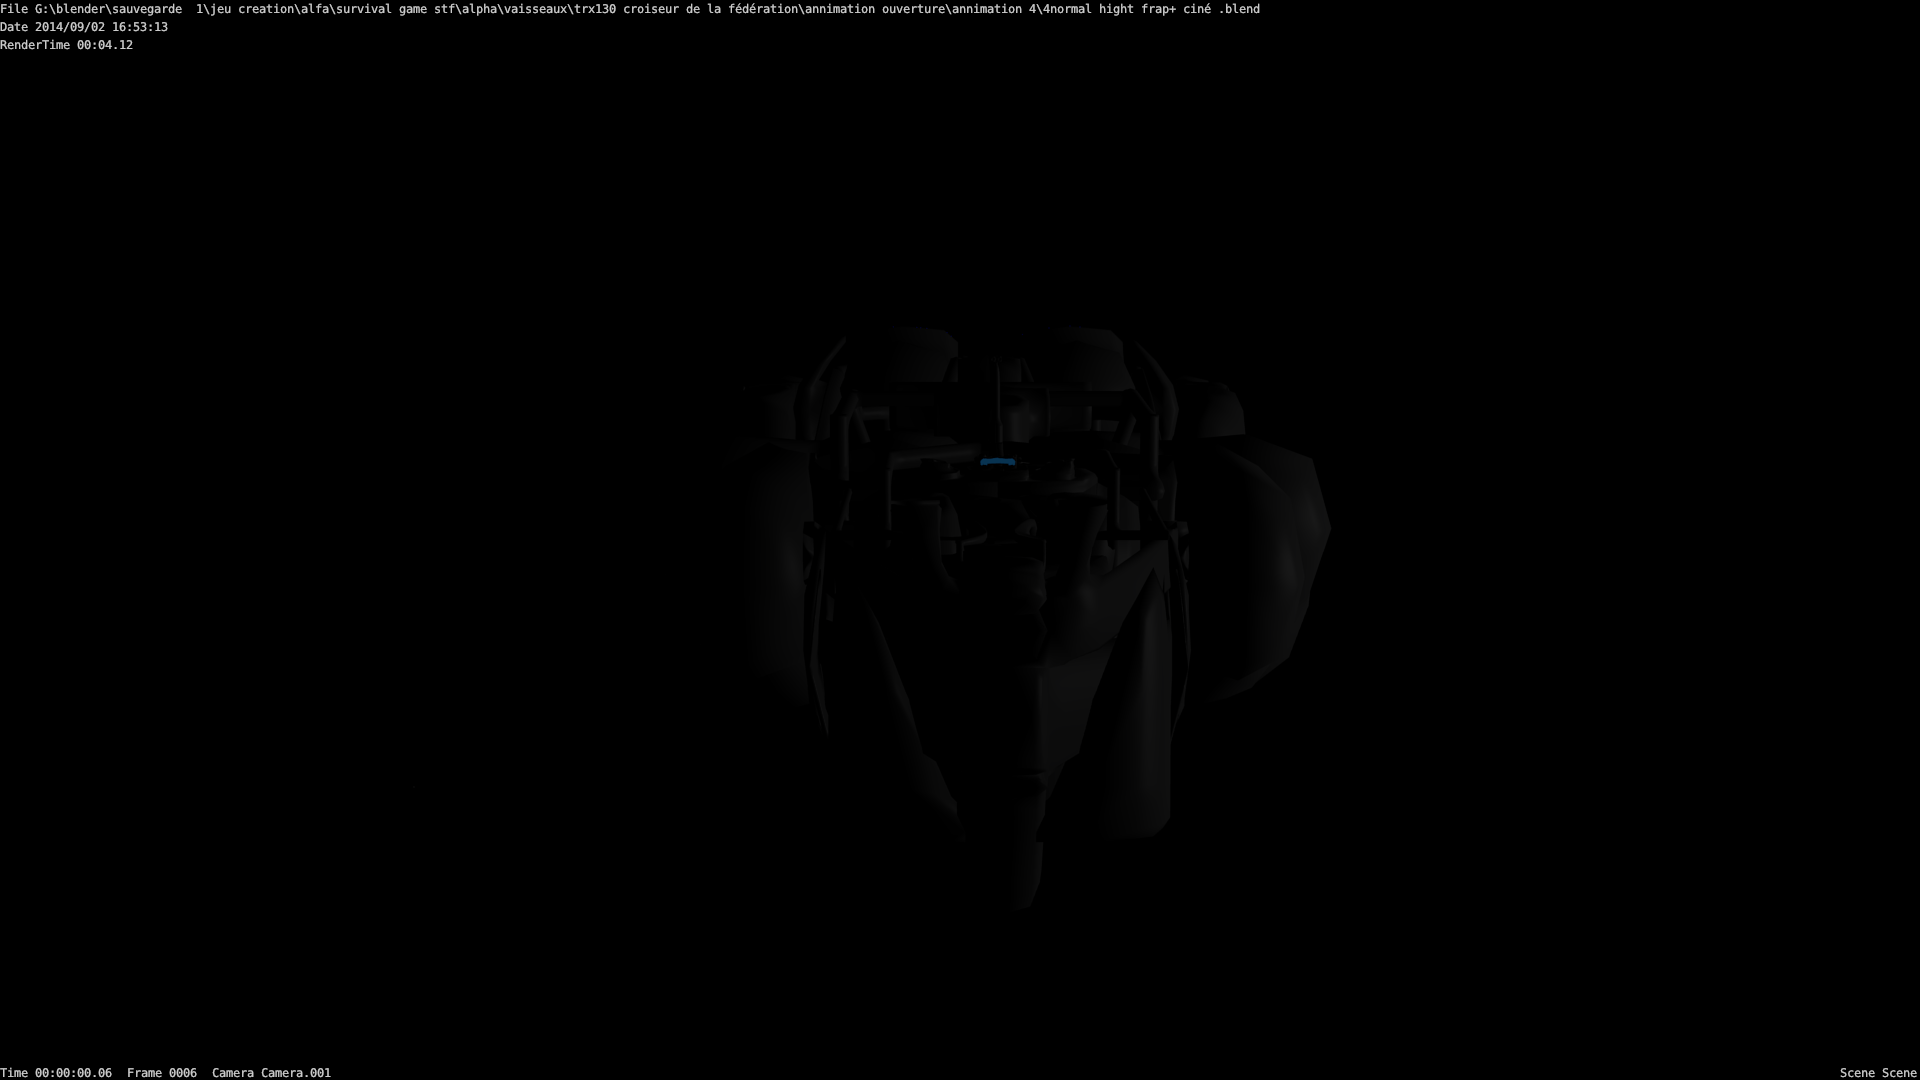 File G:\blender\sauvegarde  1\jeu creation\alfa\survival game stf\alpha\vaisseaux\trx130 croiseur de la fédération\annimation ouverture\annimation 4\4normal hight frap+ ciné .blend
Date 2014/09/02 16:53:13
RenderTime 00:04.12
Time 00:00:00.06  Frame 0006  Camera Camera.001
Scene Scene